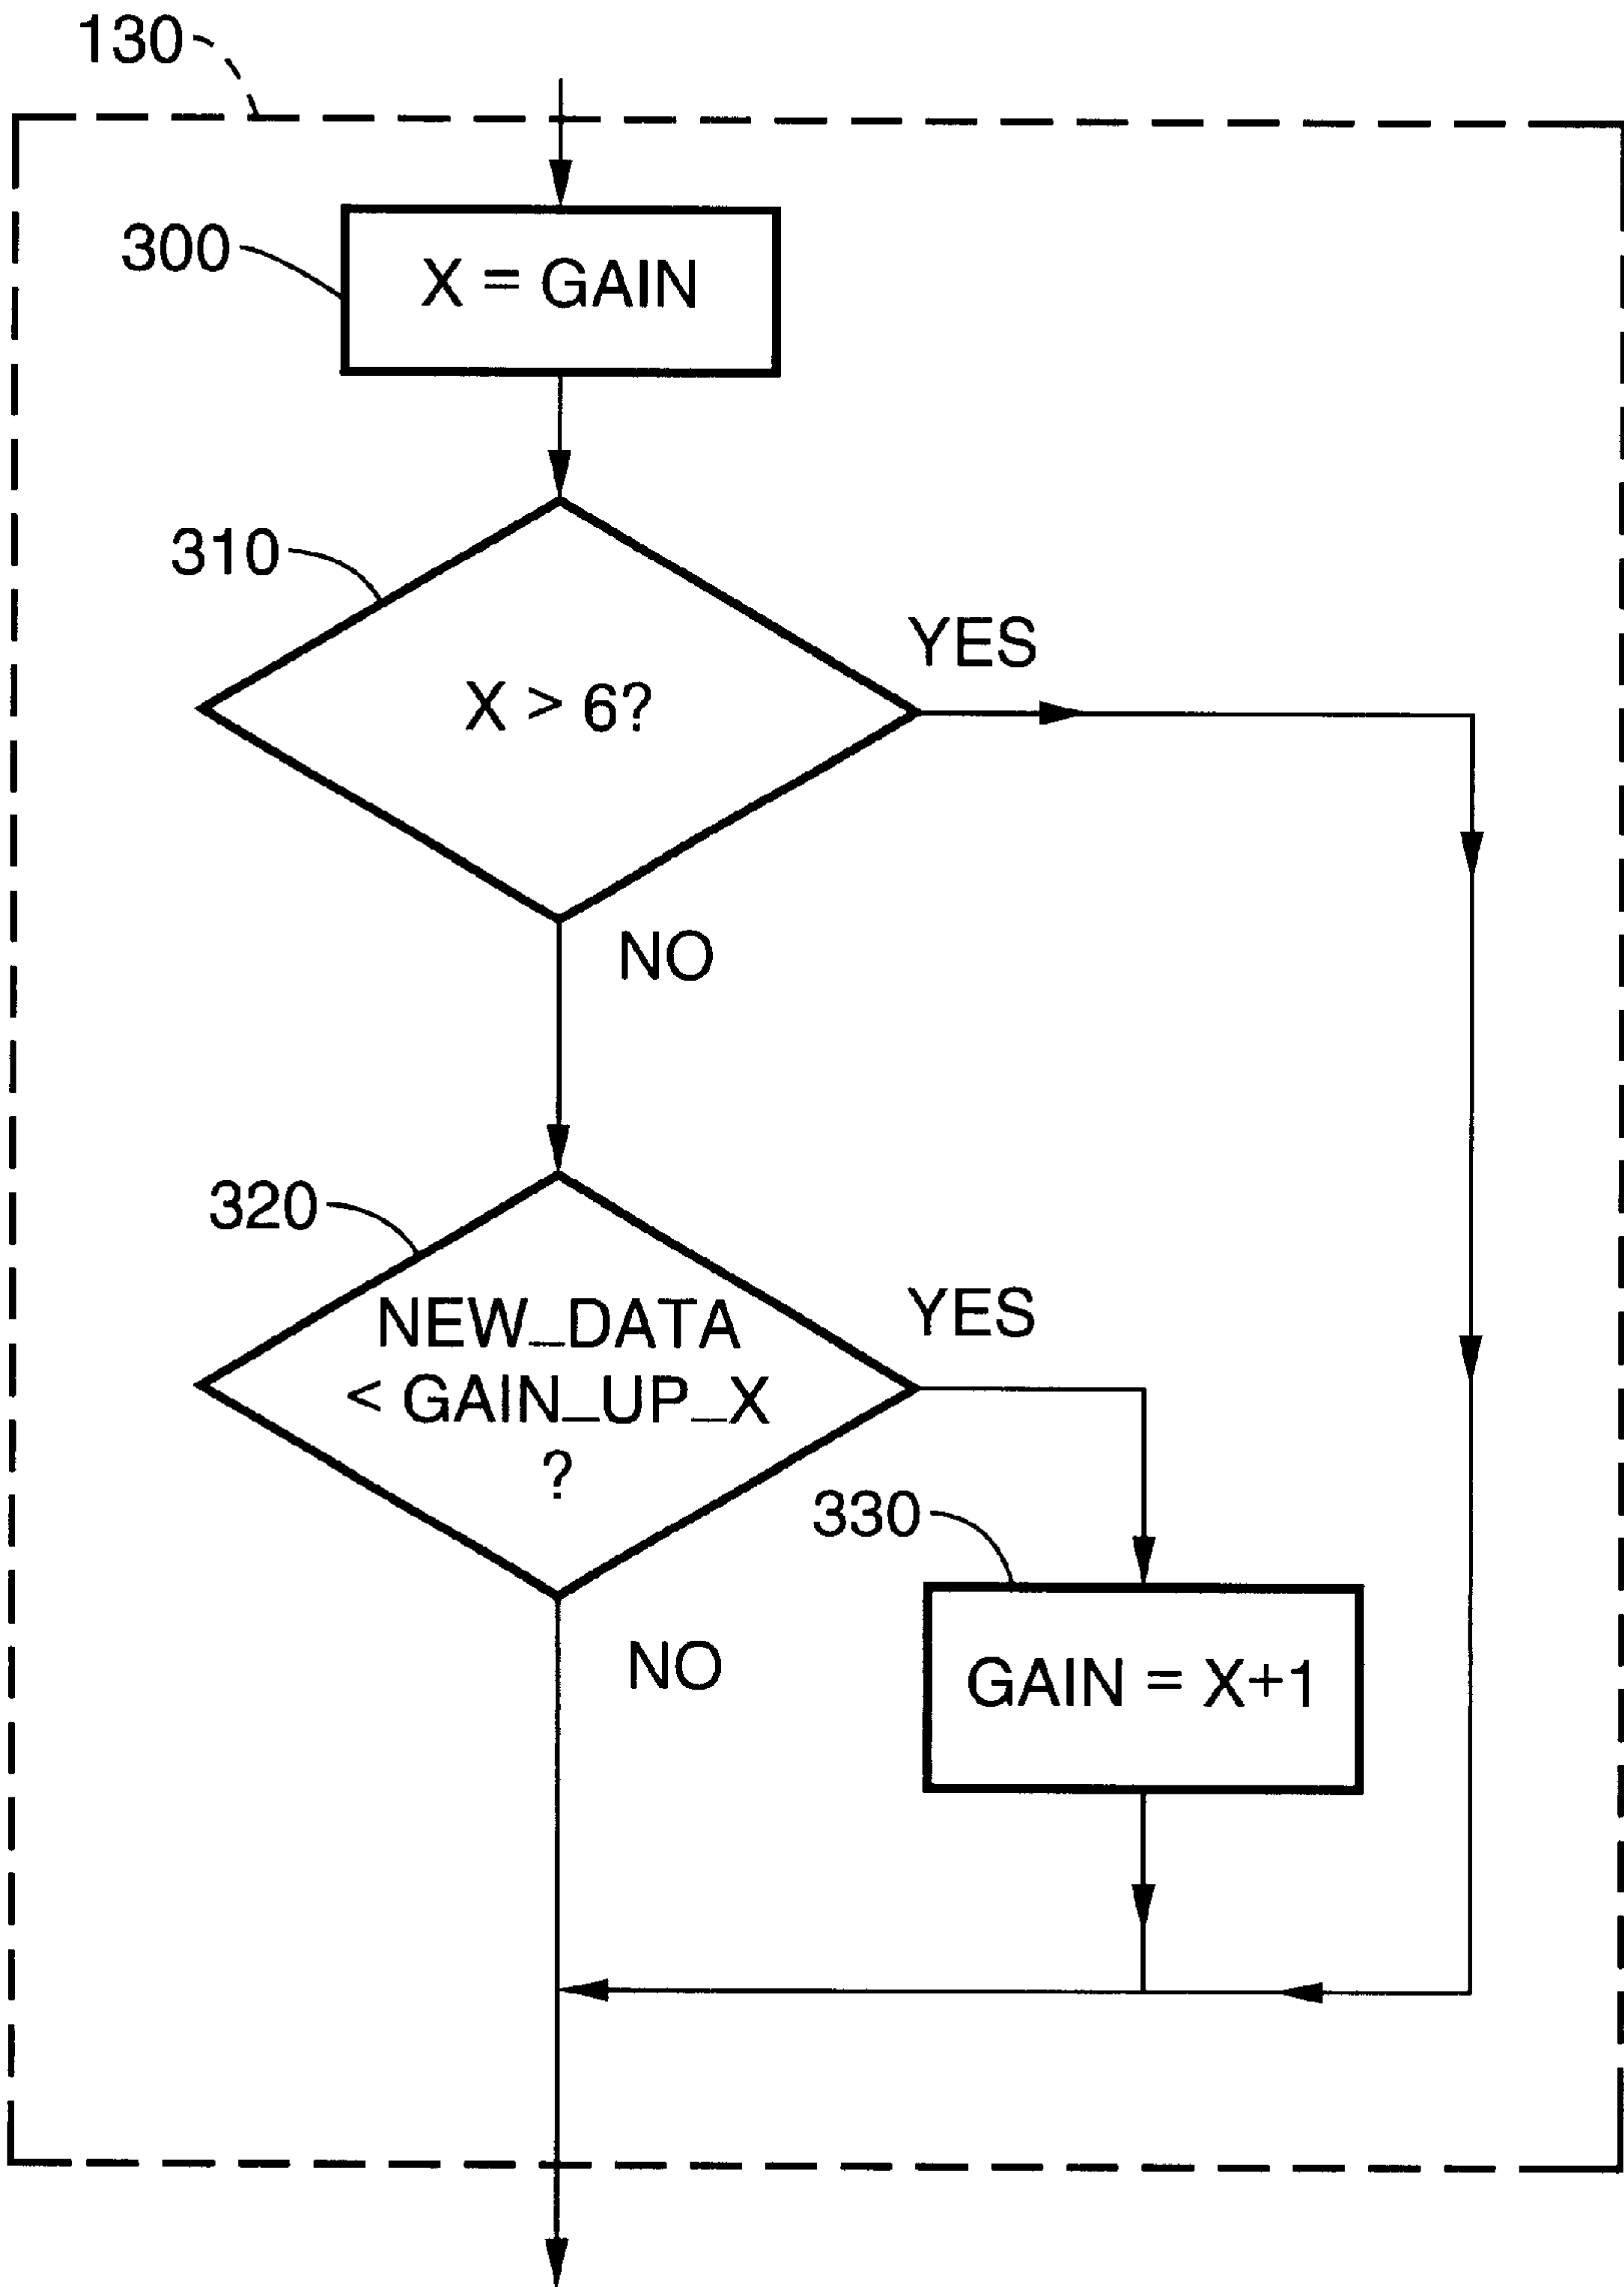 130
300
X = GAIN
310
X > 6?
YES
NO
320
NEW_DATA
< GAIN_UP_X
?
YES
330
NO
GAIN = X+1